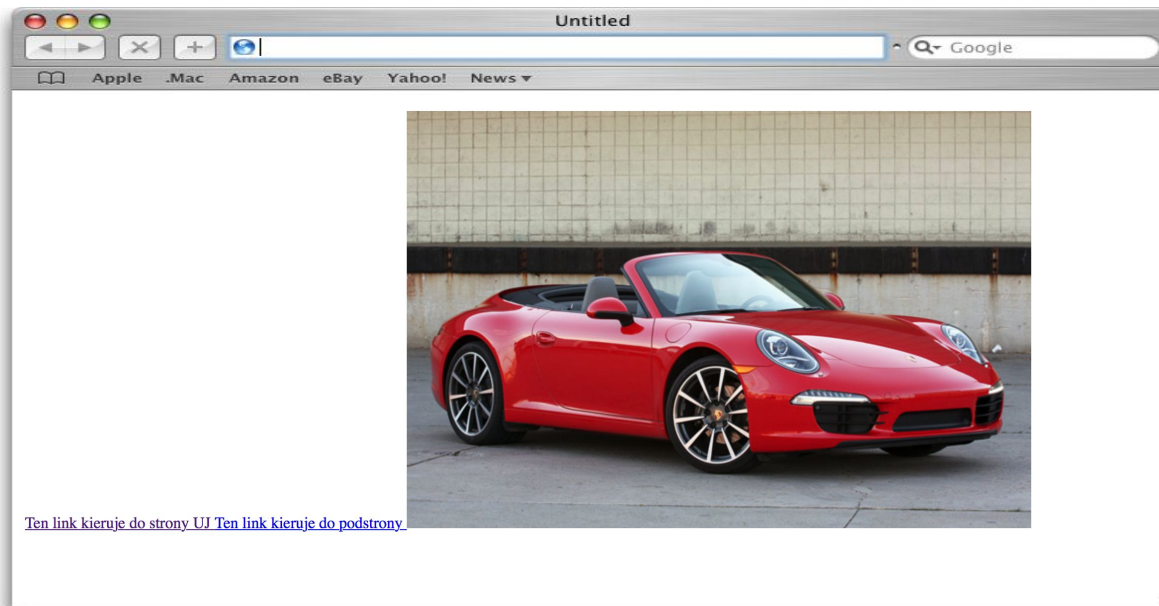 Untitled
Google
Apple .Mac Amazon eBay Yahoo! News
Ten link kieruje do strony UJ Ten link kieruje do podstrony